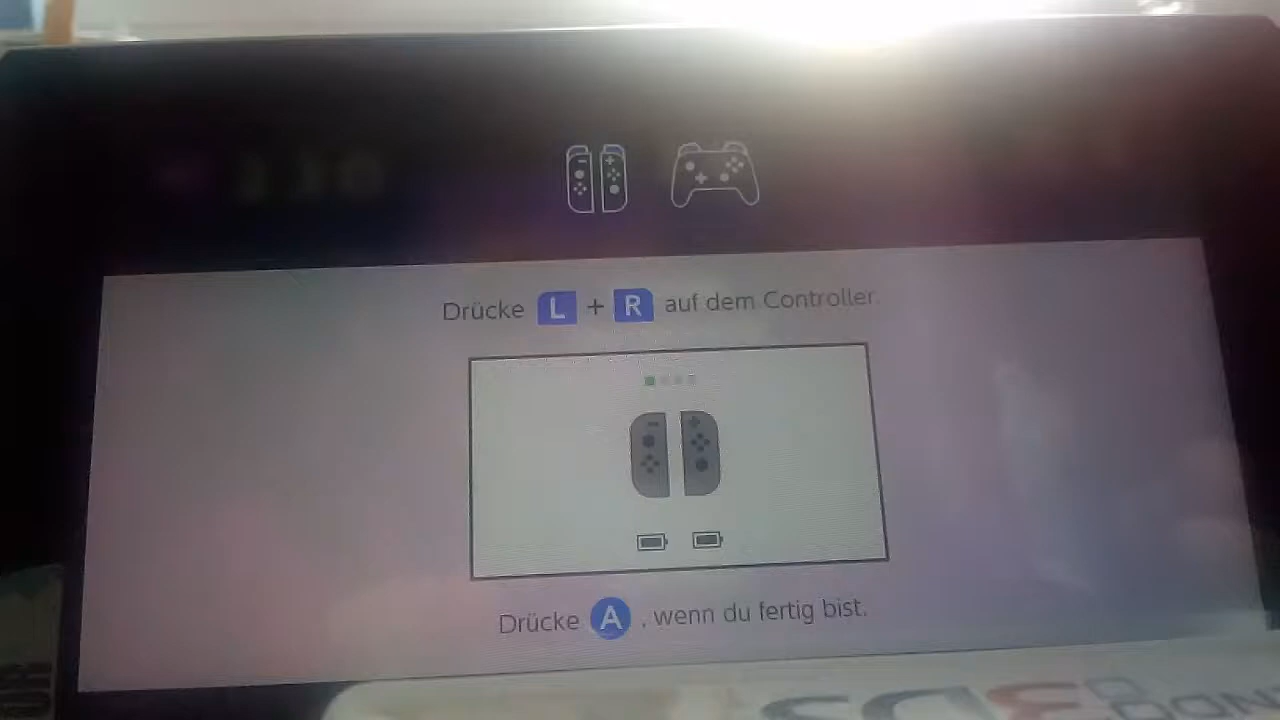 Drücke L + R auf dem Controller.
Drücke A , wenn du fertig bist.